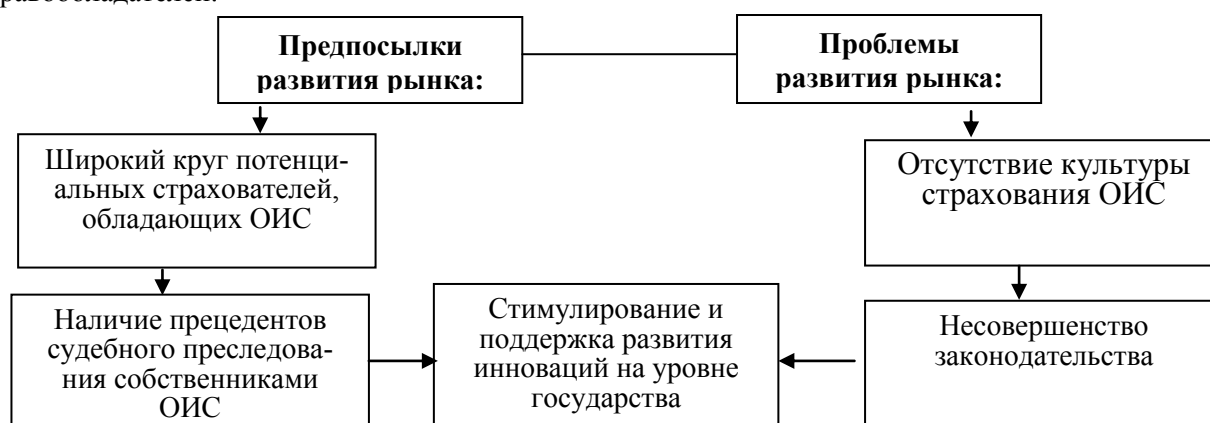 Предпосылки
развития рынка:
Проблемы
развития рынка:
Широкий круг потенци-
альных страхователей,
обладающих ОИС
Отсутствие культуры
страхования ОИС
Наличие прецедентов
судебного преследова-
ния собственниками
ОИС
Стимулирование и
поддержка развития
инноваций на уровне
государства
Несовершенство
законодательства